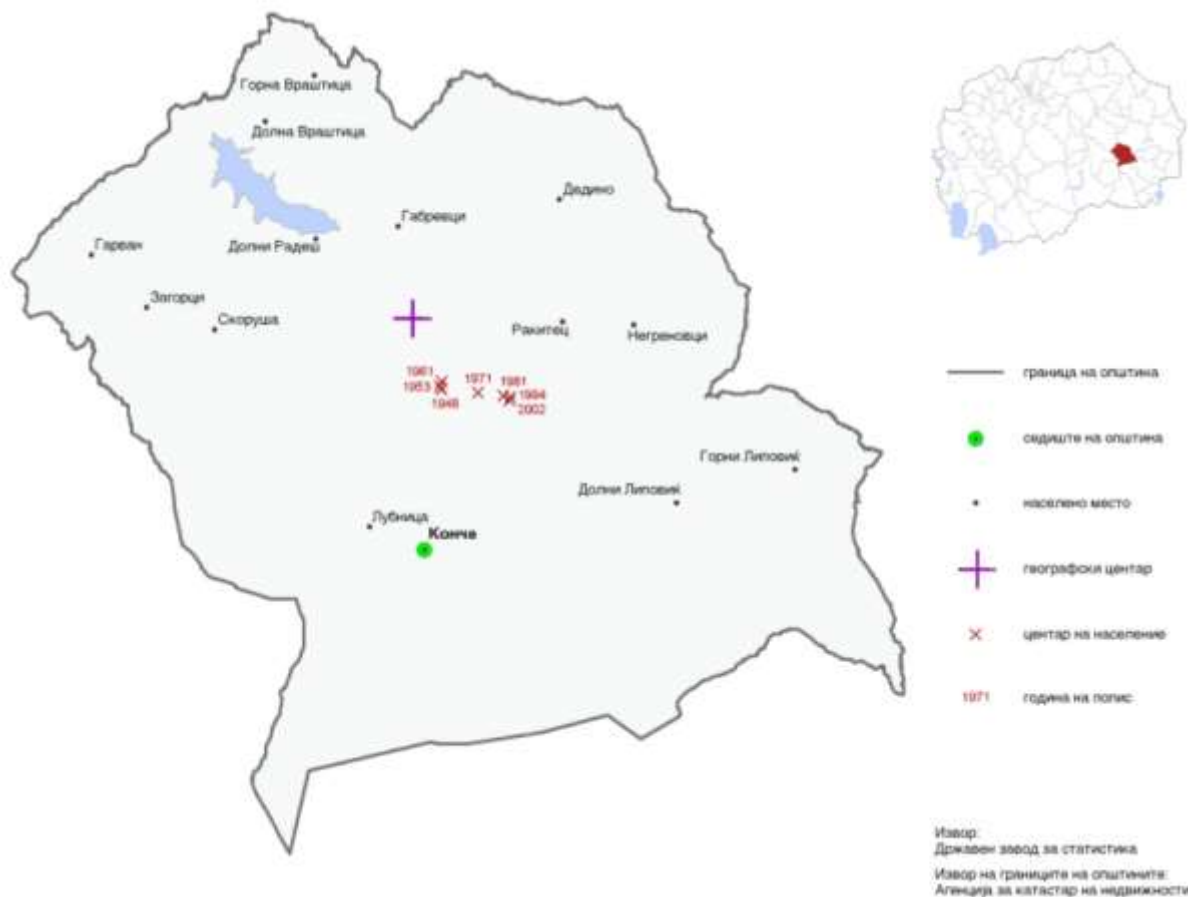 Горна Враштица
Долна Враштица
Дедино
Габревци
Гарван
Долни Радеш
Загорци
Скоруша
Ракитец
Негреновци
1961
1953
1948
1971
1981
1994
2002
Горни Липовиќ
Долни Липовиќ
Лубница
Конче
граница на општина
седиште на општина
населено место
географски центар
центар на население
1971
година на попис
Извор:
Државен завод за статистика
Извор на границите на општините:
Агенција за катастар на недвижности